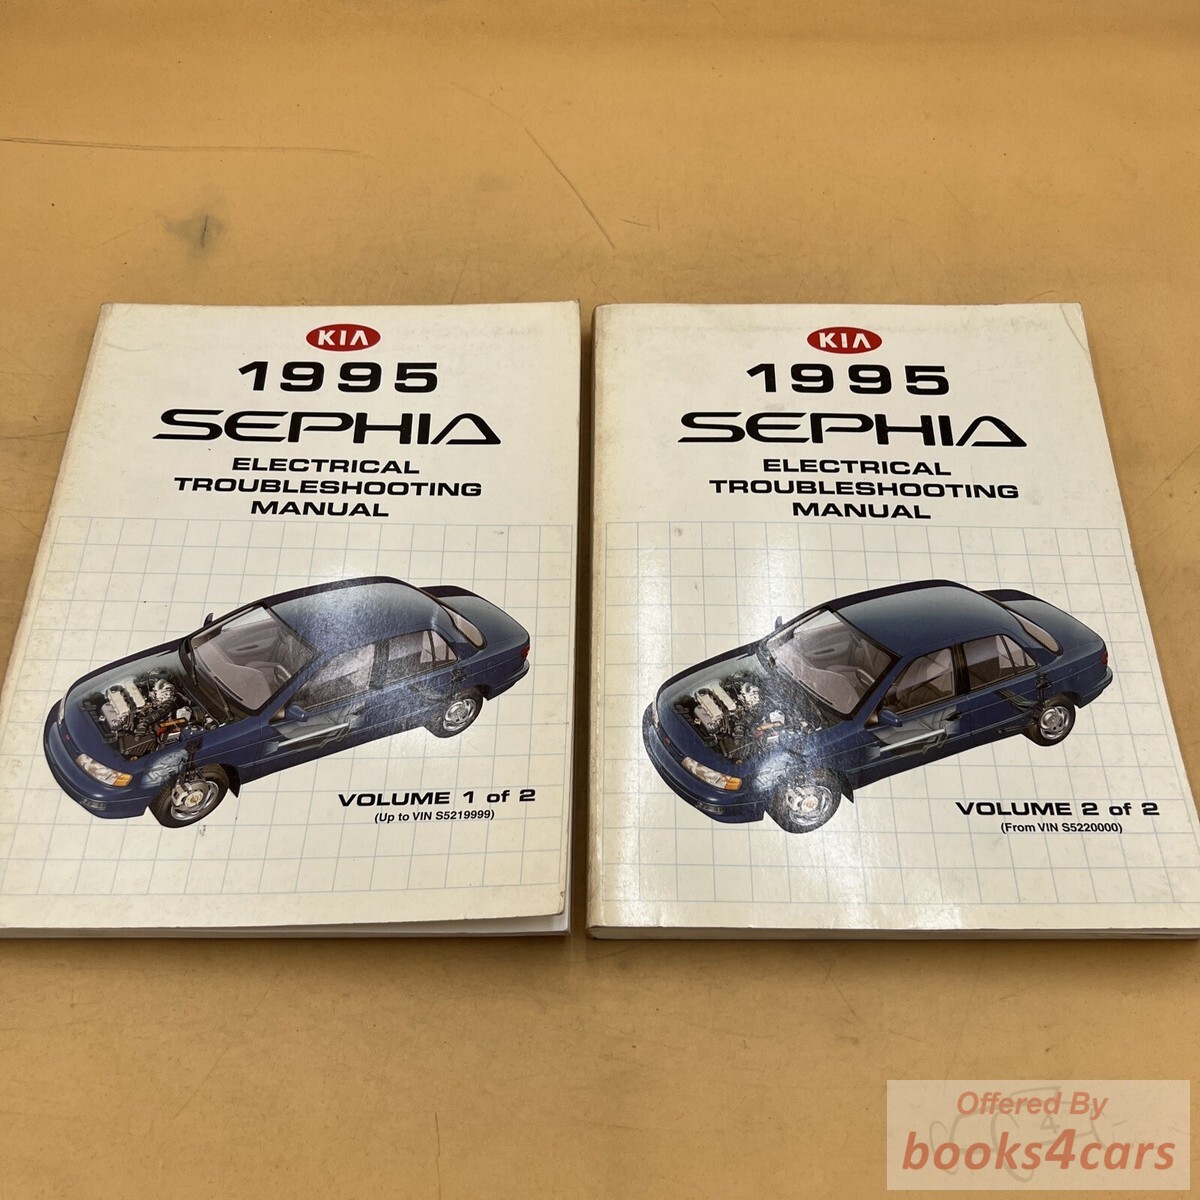 KIA
1995
SEPHIA
ELECTRICAL
TROUBLESHOOTING
MANUAL
VOLUME 1 of 2
(Up to VIN S5219999)
KIA
1995
SEPHIA
ELECTRICAL
TROUBLESHOOTING
MANUAL
VOLUME 2 of 2
(From VIN S5220000)
Offered By
books4cars